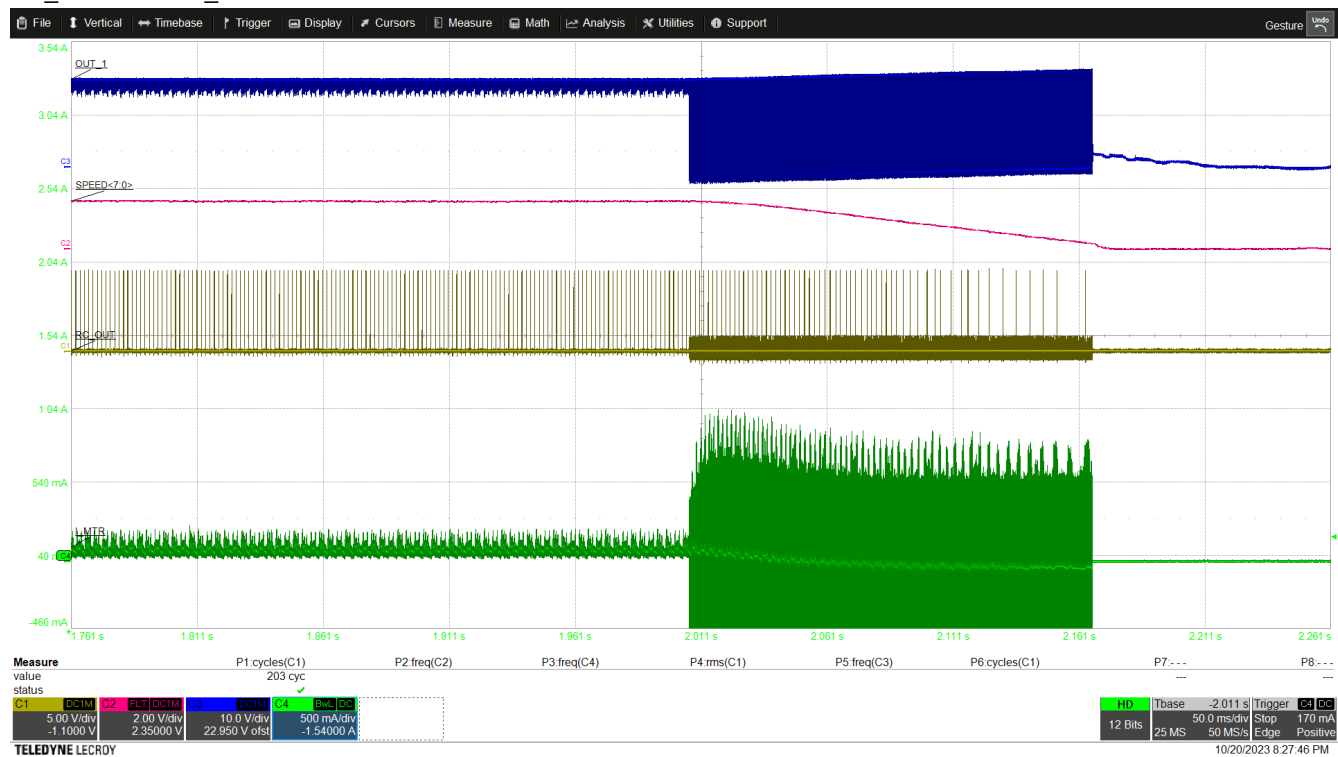 File Vertical Timebase Trigger Display Cursors Measure Math Analysis Utilities Support Gesture Undo
3.54 A
OUT_1
3.04 A
C3
2.54 A SPEED<7:0>
C2
2.04 A
1.54 A RC_OUT
C1
1.04 A
540 mA
I_MTR
C4
-460 mA
1.761 s 1.811 s 1.861 s 1.911 s 1.961 s 2.011 s 2.061 s 2.111 s 2.161 s 2.211 s 2.261 s
Measure P1:cycles(C1) P2:freq(C2) P3:freq(C4) P4:rms(C1) P5:freq(C3) P6:cycles(C1) P7:- - - P8:- - -
value 203 cyc --- ---
status
C1 DC1M C2 FLT DC1M C3 DC1M C4 BwL DC HD Tbase -2.011 s Trigger C4 DC
5.00 V/div 2.00 V/div 10.0 V/div 500 mA/div 12 Bits 50.0 ms/div Stop 170 mA
-1.1000 V 2.35000 V 22.950 V ofst -1.54000 A 25 MS 50 MS/s Edge Positive
TELEDYNE LECROY 10/20/2023 8:27:46 PM